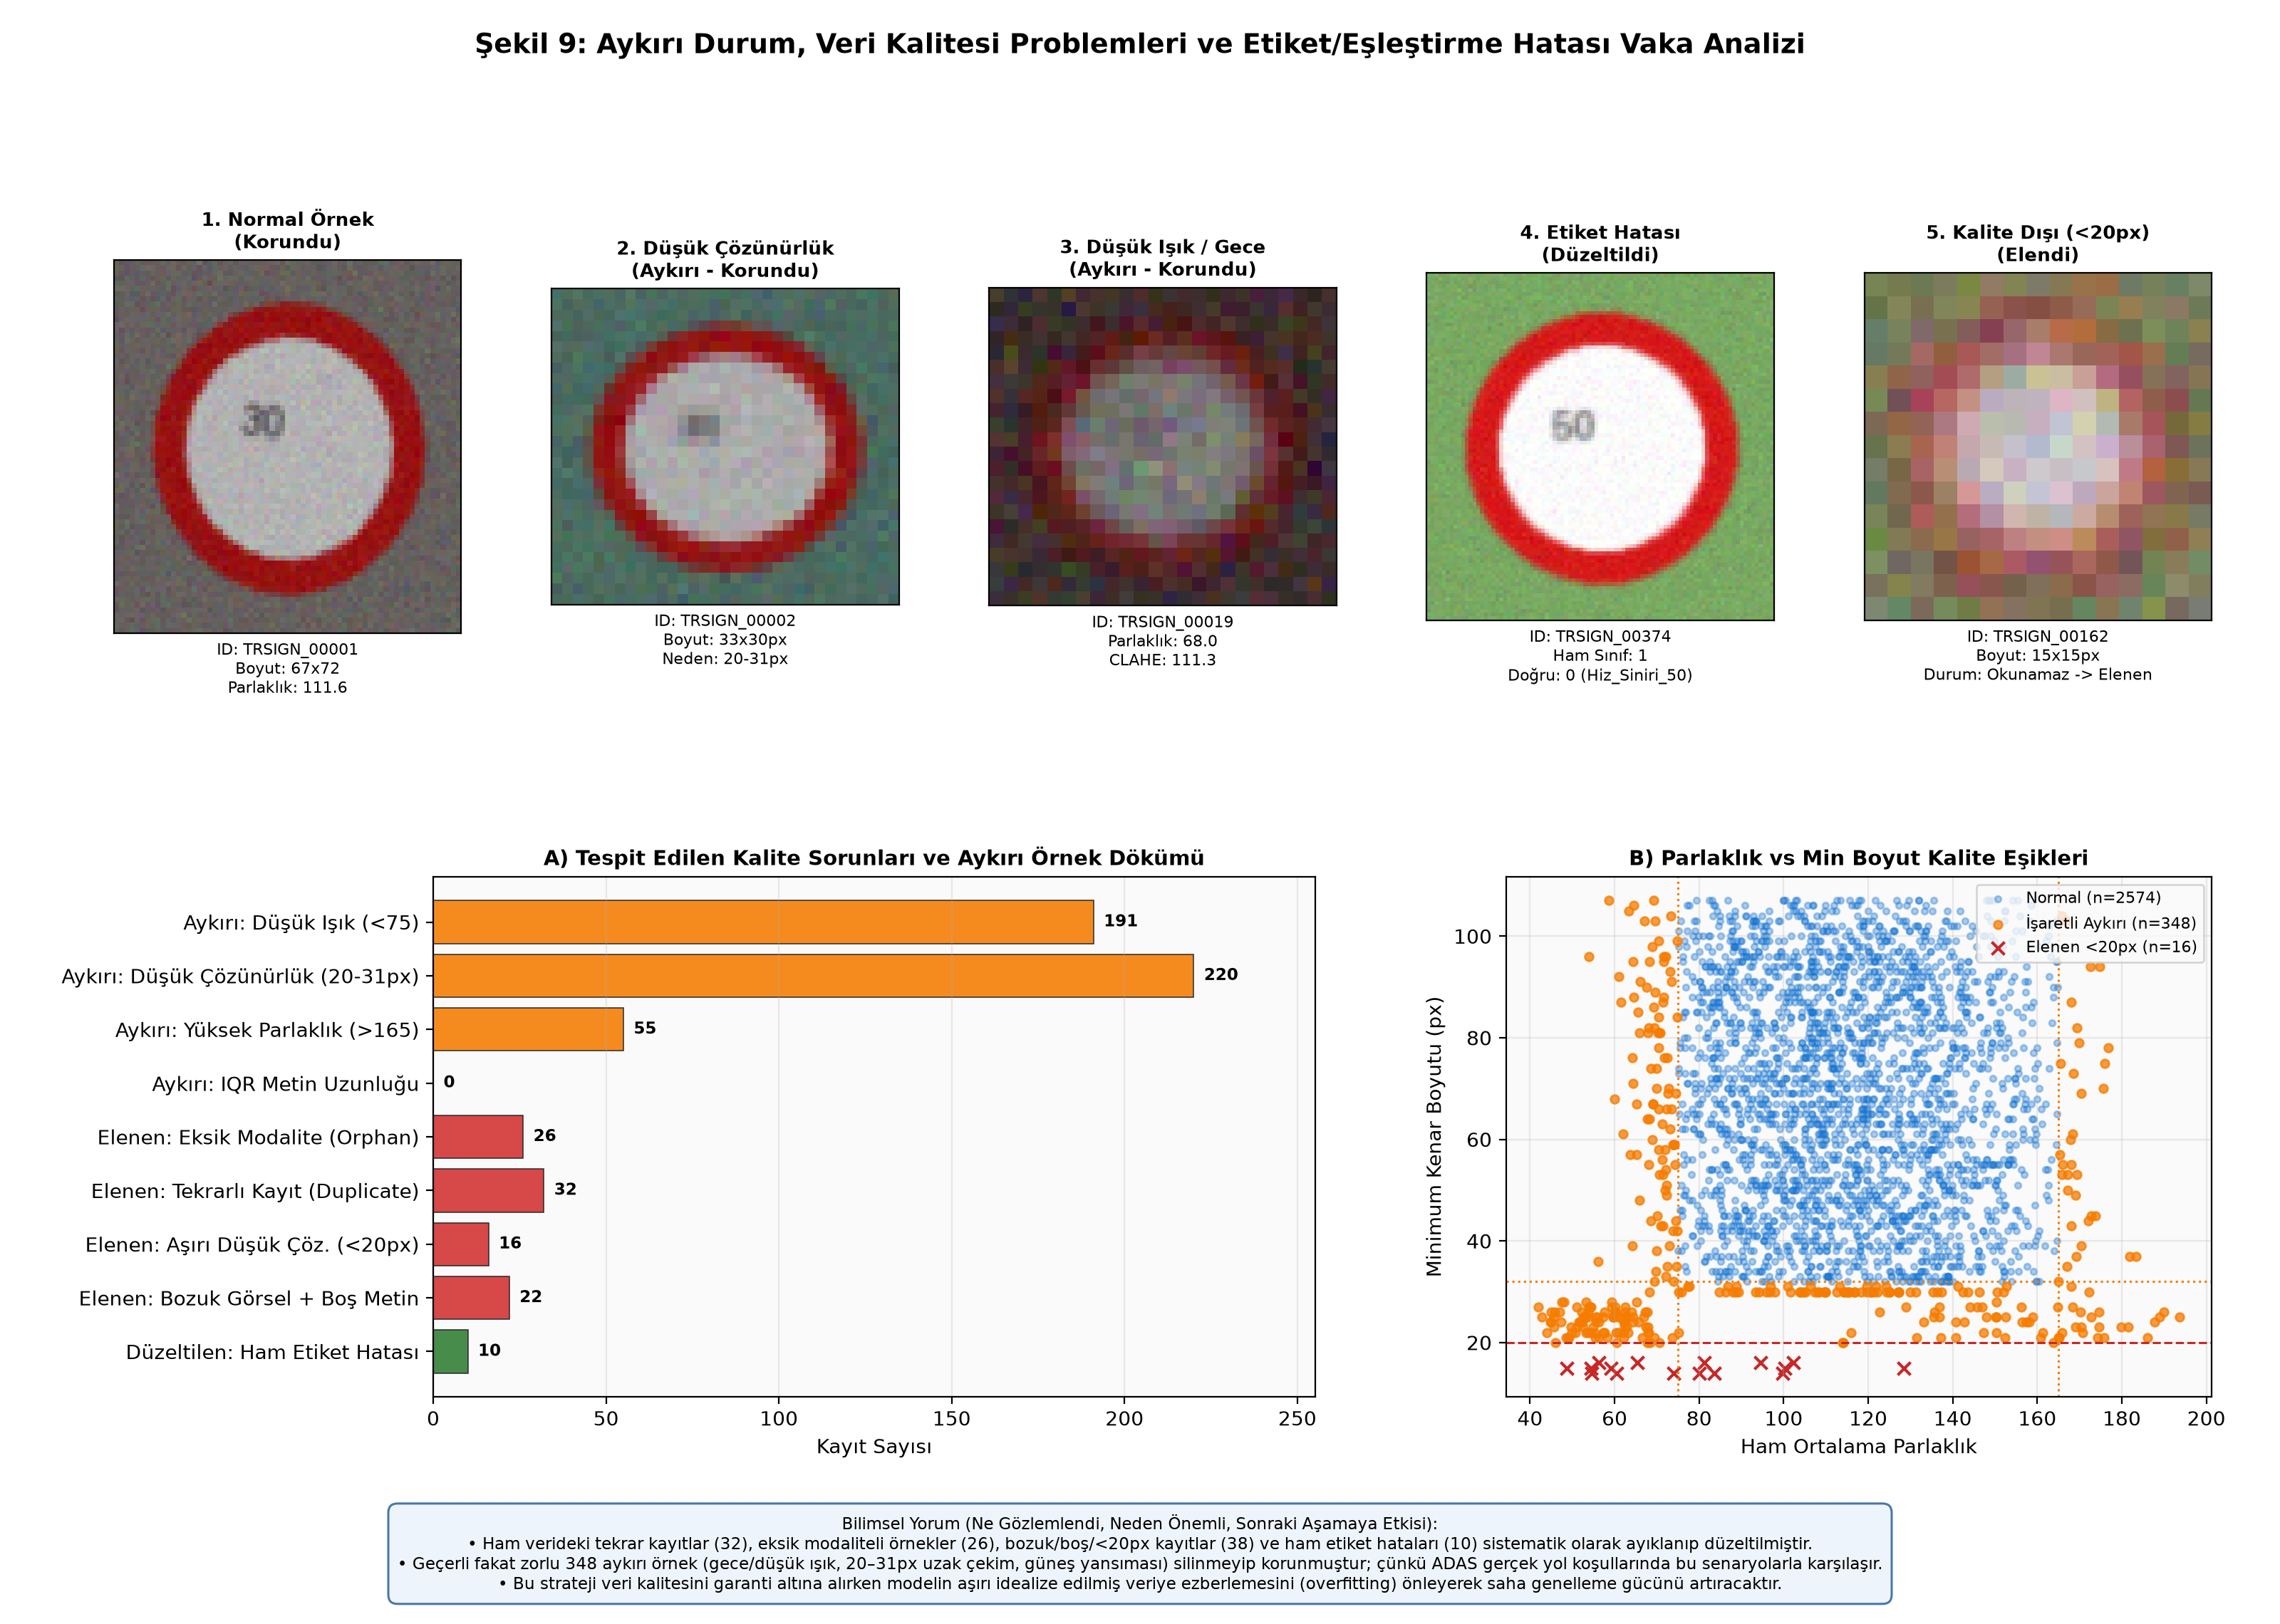 Şekil 9: Aykırı Durum, Veri Kalitesi Problemleri ve Etiket/Eşleştirme Hatası Vaka Analizi
1. Normal Örnek
(Korundu)
30
ID: TRSIGN_00001
Boyut: 67x72
Parlaklık: 111.6
2. Düşük Çözünürlük
(Aykırı - Korundu)
ID: TRSIGN_00002
Boyut: 33x30px
Neden: 20-31px
3. Düşük Işık / Gece
(Aykırı - Korundu)
ID: TRSIGN_00019
Parlaklık: 68.0
CLAHE: 111.3
4. Etiket Hatası
(Düzeltildi)
50
ID: TRSIGN_00374
Ham Sınıf: 1
Doğru: 0 (Hiz_Siniri_50)
5. Kalite Dışı (<20px)
(Elendi)
ID: TRSIGN_00162
Boyut: 15x15px
Durum: Okunamaz -> Elenen
A) Tespit Edilen Kalite Sorunları ve Aykırı Örnek Dökümü
Aykırı: Düşük Işık (<75) 191
Aykırı: Düşük Çözünürlük (20-31px) 220
Aykırı: Yüksek Parlaklık (>165) 55
Aykırı: IQR Metin Uzunluğu 0
Elenen: Eksik Modalite (Orphan) 26
Elenen: Tekrarlı Kayıt (Duplicate) 32
Elenen: Aşırı Düşük Çöz. (<20px) 16
Elenen: Bozuk Görsel + Boş Metin 22
Düzeltilen: Ham Etiket Hatası 10
0 50 100 150 200 250
Kayıt Sayısı
B) Parlaklık vs Min Boyut Kalite Eşikleri
Normal (n=2574)
İşaretli Aykırı (n=348)
Elenen <20px (n=16)
Minimum Kenar Boyutu (px)
100
80
60
40
20
40 60 80 100 120 140 160 180 200
Ham Ortalama Parlaklık
Bilimsel Yorum (Ne Gözlemlendi, Neden Önemli, Sonraki Aşamaya Etkisi):
• Ham verideki tekrar kayıtlar (32), eksik modaliteli örnekler (26), bozuk/boş/<20px kayıtlar (38) ve ham etiket hataları (10) sistematik olarak ayıklanıp düzeltilmiştir.
• Geçerli fakat zorlu 348 aykırı örnek (gece/düşük ışık, 20–31px uzak çekim, güneş yansıması) silinmeyip korunmuştur; çünkü ADAS gerçek yol koşullarında bu senaryolarla karşılaşır.
• Bu strateji veri kalitesini garanti altına alırken modelin aşırı idealize edilmiş veriye ezberlemesini (overfitting) önleyerek saha genelleme gücünü artıracaktır.